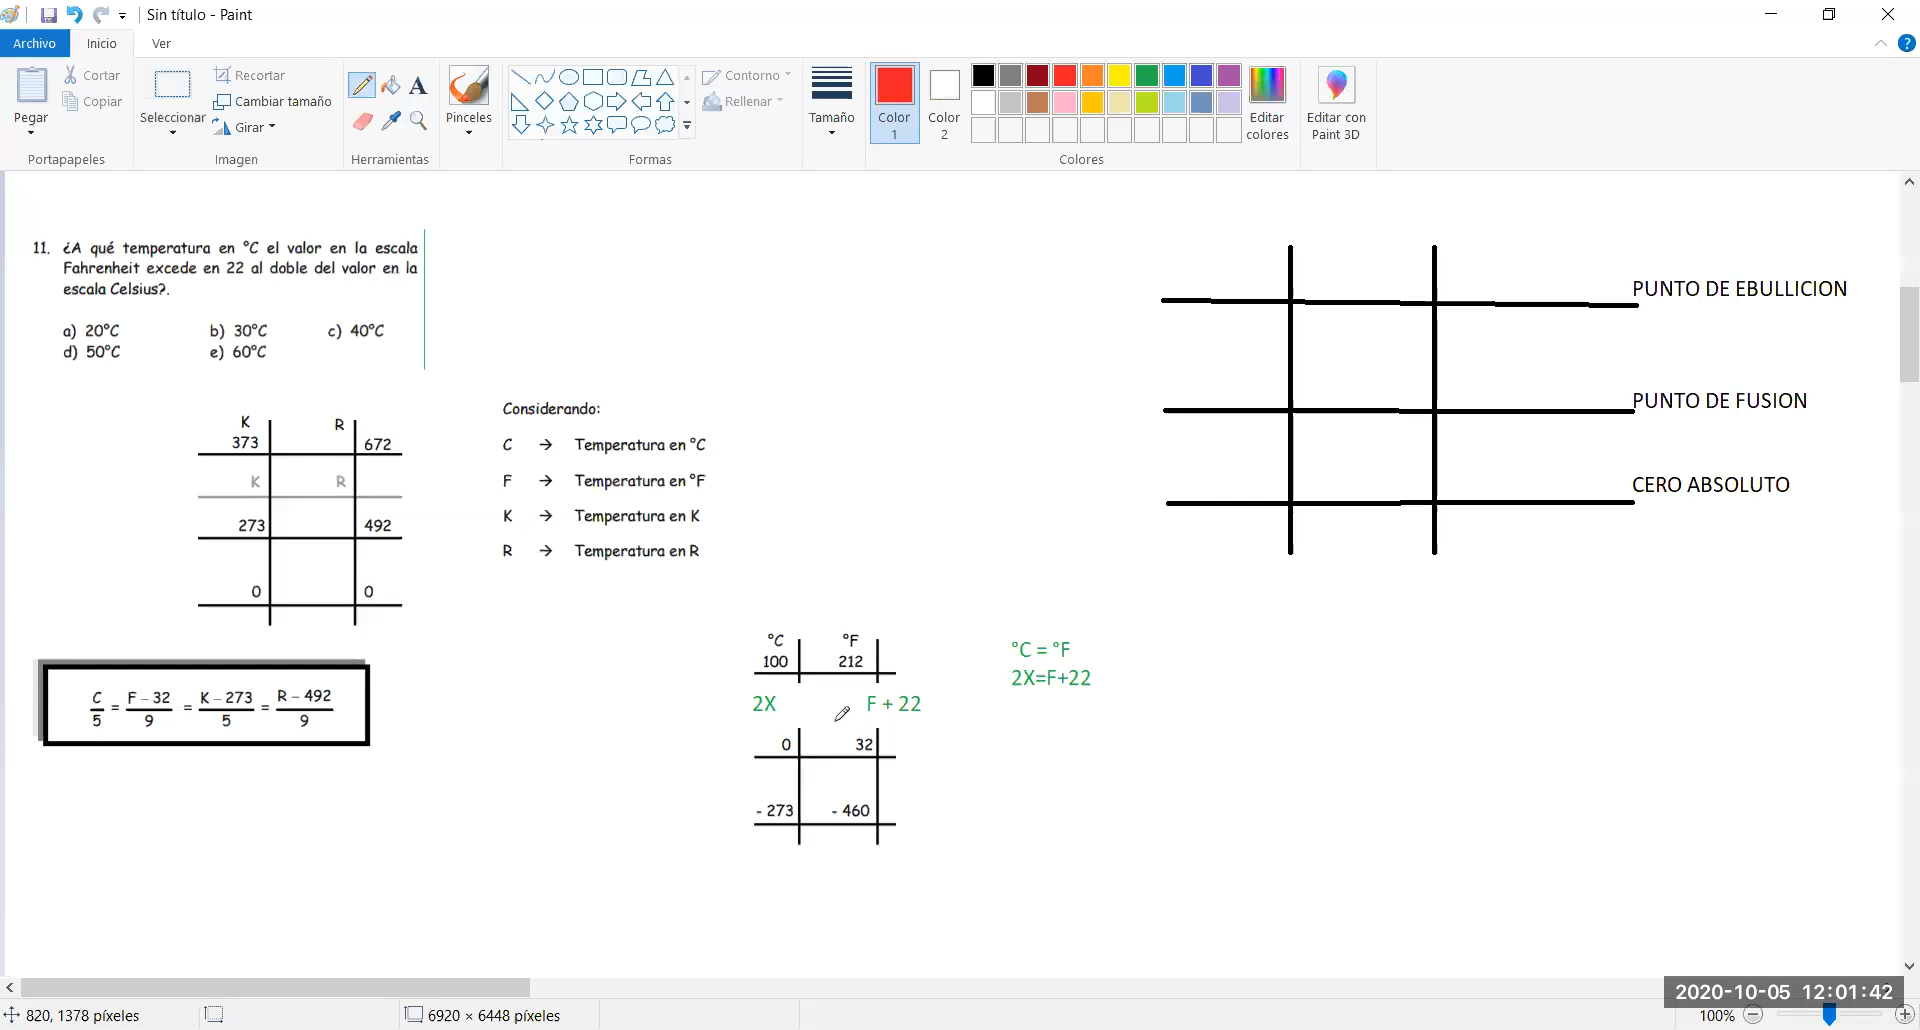 Sin título - Paint
Archivo Inicio Ver
Pegar
Cortar
Copiar
Portapapeles
Seleccionar
Recortar
Cambiar tamaño
Girar
Imagen
A
Herramientas
Pinceles
Contorno
Rellenar
Formas
Tamaño
Color 1
Color 2
Editar colores
Editar con Paint 3D
Colores
11. ¿A qué temperatura en °C el valor en la escala
Fahrenheit excede en 22 al doble del valor en la
escala Celsius?.
a) 20°C b) 30°C c) 40°C
d) 50°C e) 60°C
K R
373 672
K R
273 492
0 0
Considerando:
C → Temperatura en °C
F → Temperatura en °F
K → Temperatura en K
R → Temperatura en R
C/5 = F – 32/9 = K – 273/5 = R – 492/9
°C °F
100 212
2X F + 22
0 32
- 273 - 460
°C = °F
2X=F+22
PUNTO DE EBULLICION
PUNTO DE FUSION
CERO ABSOLUTO
2020-10-05 12:01:42
820, 1378 píxeles
6920 × 6448 píxeles
100%